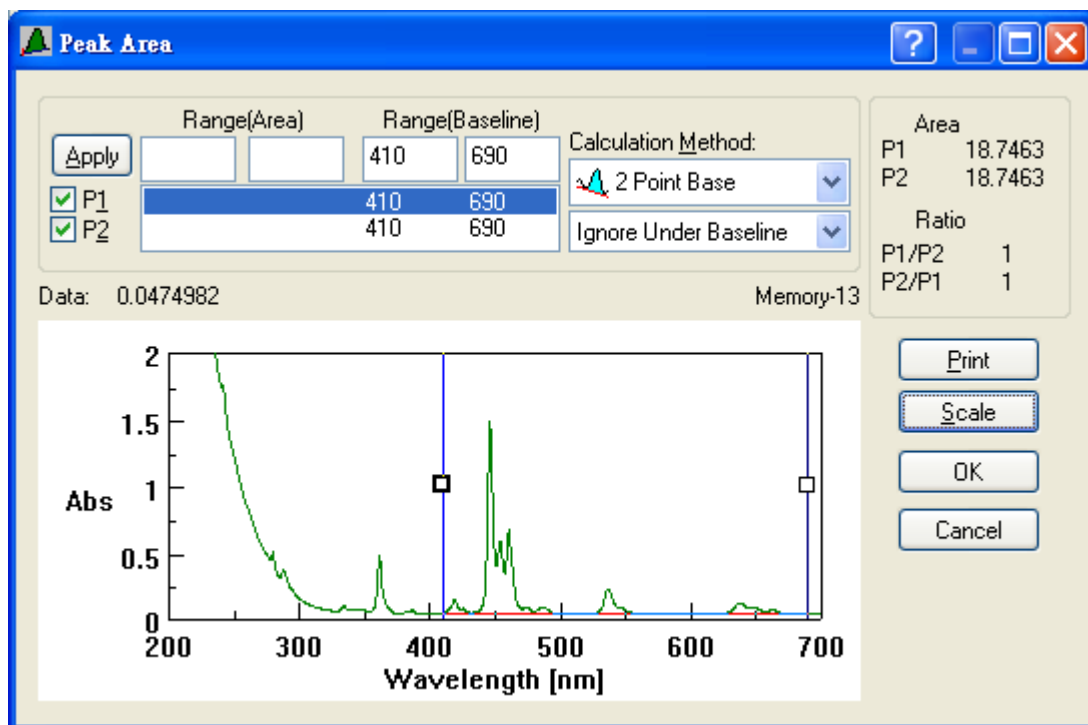 Peak Area
Range(Area) Range(Baseline)
Apply 410 690
P1 410 690
P2 410 690
Calculation Method:
2 Point Base
Ignore Under Baseline
Area
P1 18.7463
P2 18.7463
Ratio
P1/P2 1
P2/P1 1
Data: 0.0474982 Memory-13
Print
Scale
OK
Cancel
2
1.5
1
Abs
0.5
0
200 300 400 500 600 700
Wavelength [nm]